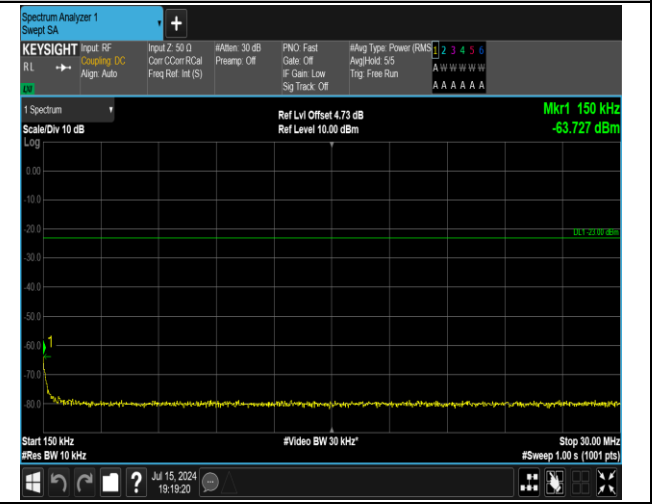 Spectrum Analyzer 1
Swept SA
+
KEYSIGHT
RL
Input: RF
Coupling: DC
Align: Auto
Input Z: 50 Ω
Corr CCorr RCal
Freq Ref: Int (S)
#Atten: 30 dB
Preamp: Off
PNO: Fast
Gate: Off
IF Gain: Low
Sig Track: Off
#Avg Type: Power (RMS
Avg|Hold: 5/5
Trig: Free Run
1 2 3 4 5 6
A W W W W W
A A A A A A
1 Spectrum
Scale/Div 10 dB
Ref Lvl Offset 4.73 dB
Ref Level 10.00 dBm
Mkr1 150 kHz
-63.727 dBm
Log
0.00
-10.0
-20.0
DL1 -23.00 dBm
-30.0
-40.0
-50.0
-60.0
1
-70.0
-80.0
Start 150 kHz
#Video BW 30 kHz*
Stop 30.00 MHz
#Res BW 10 kHz
#Sweep 1.00 s (1001 pts)
?
Jul 15, 2024
19:19:20